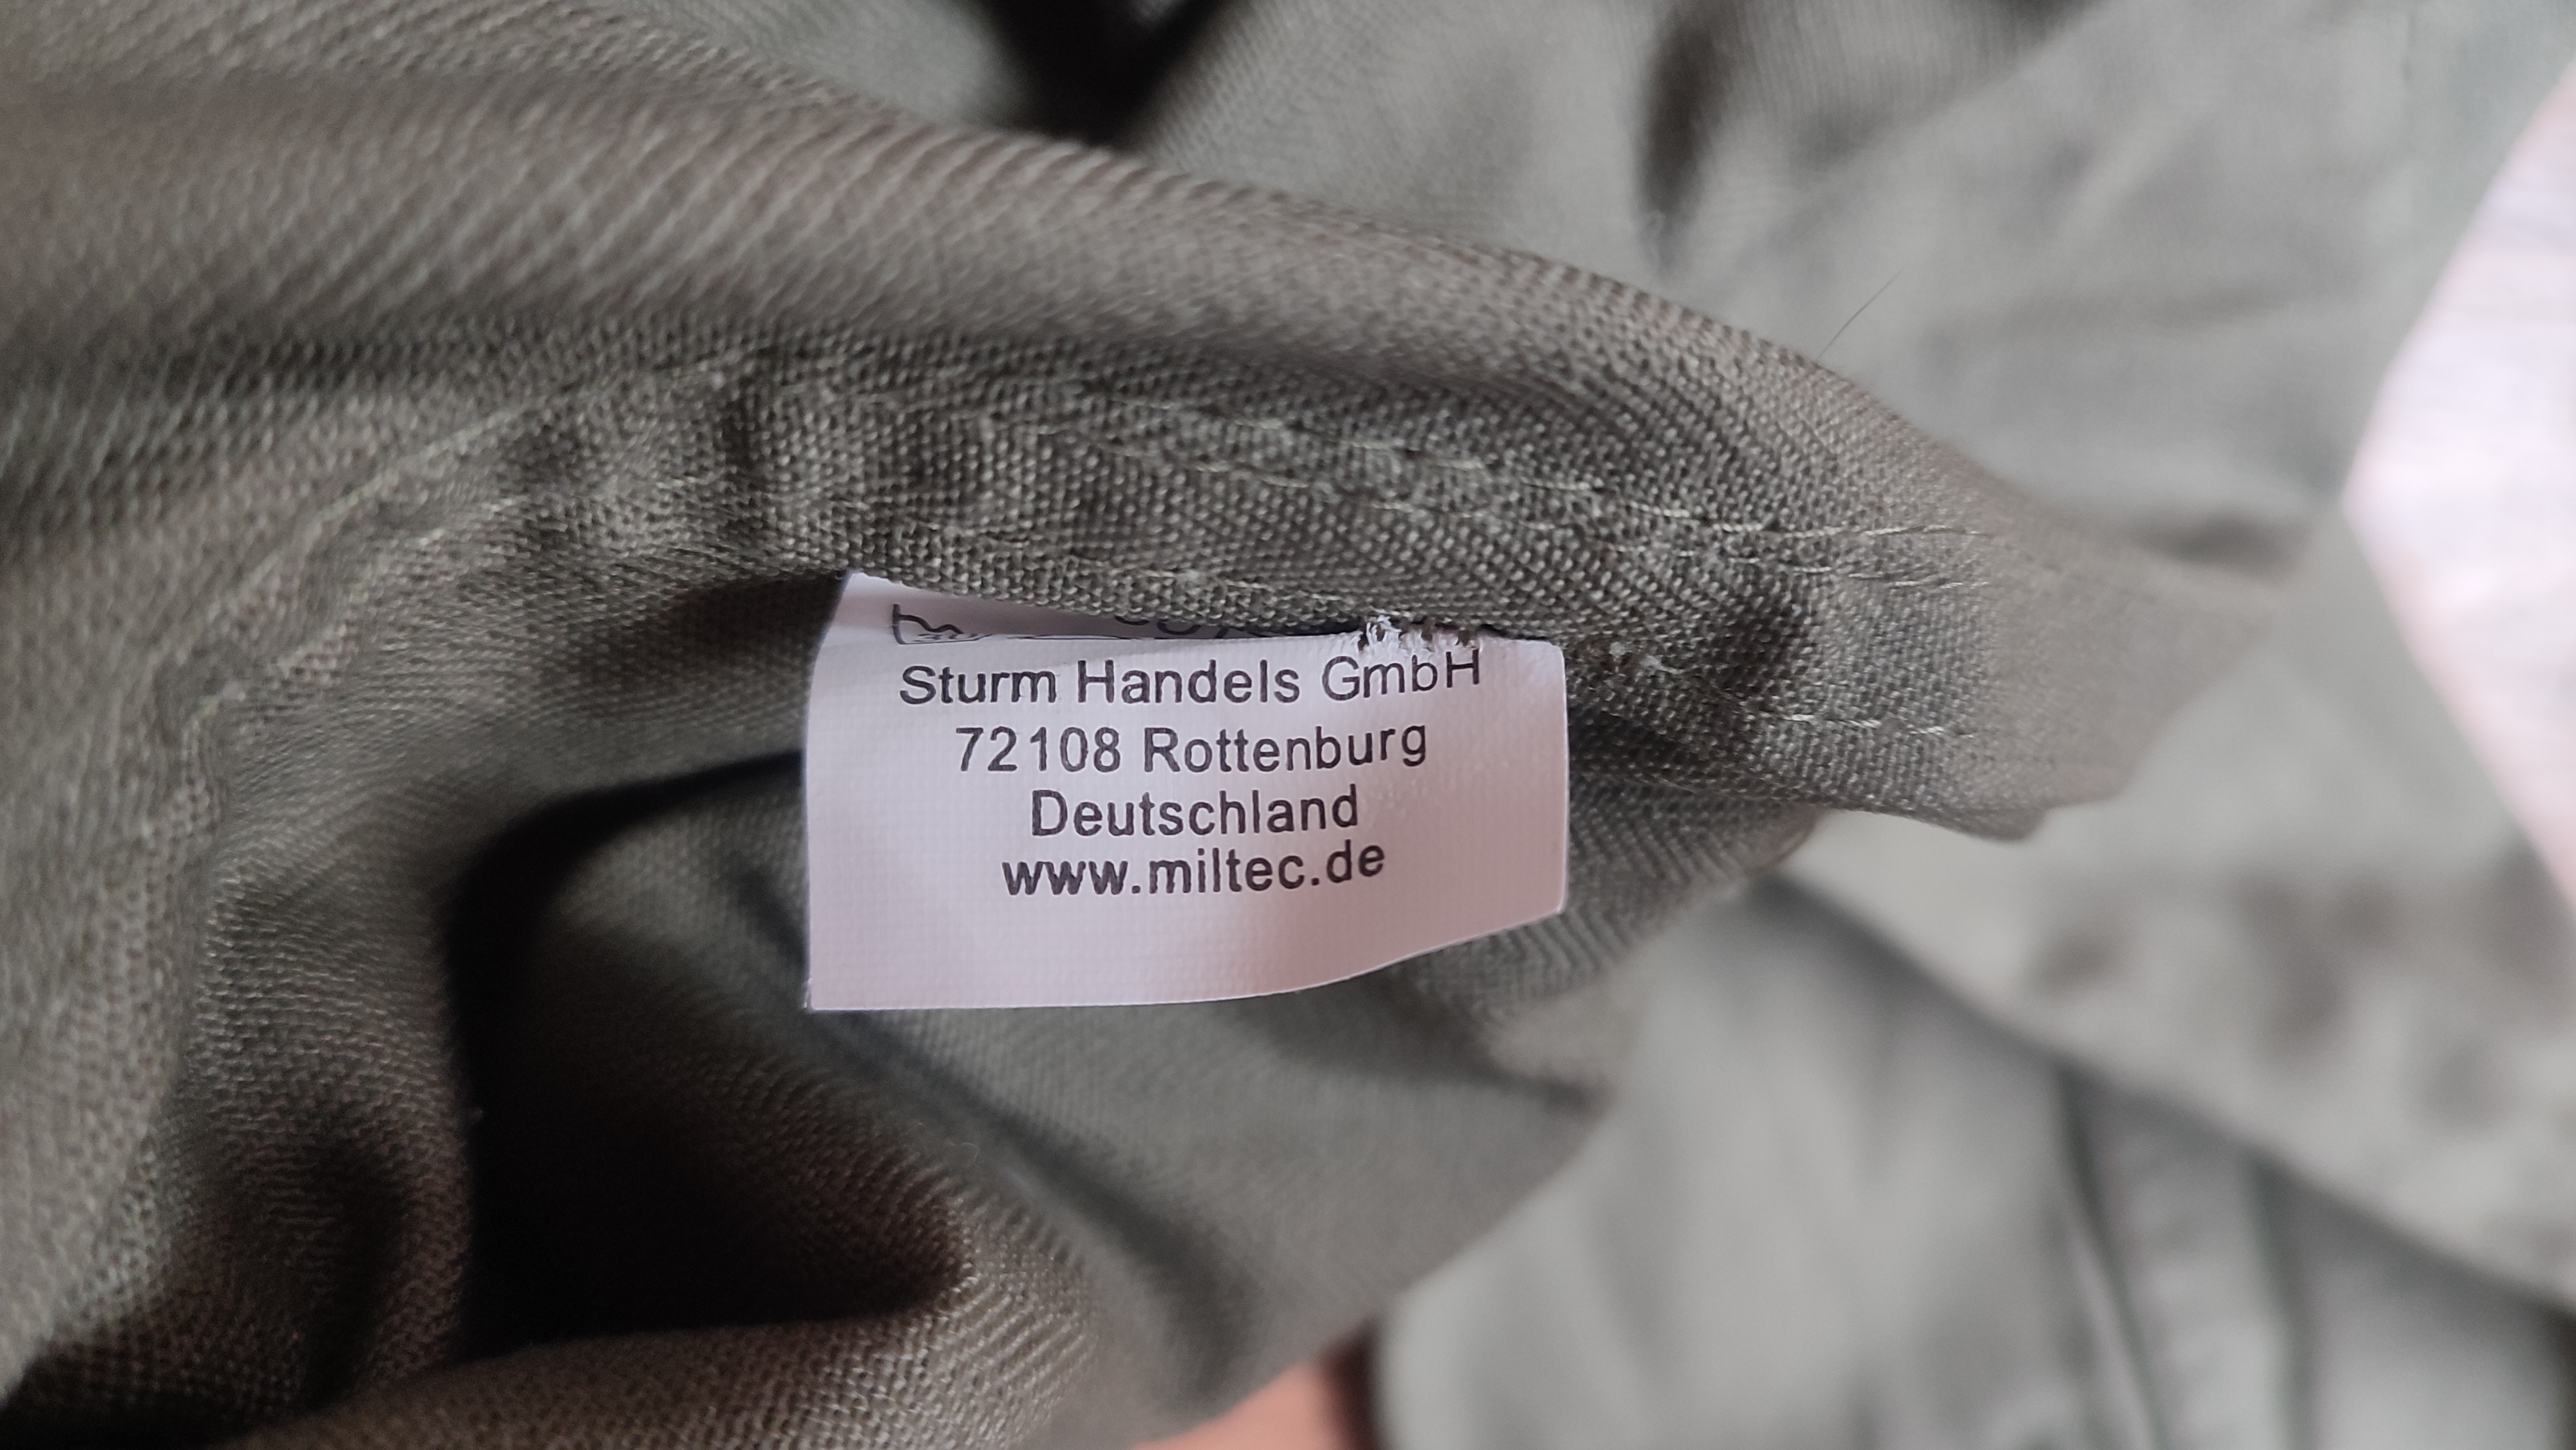 Sturm Handels GmbH
72108 Rottenburg
Deutschland
www.miltec.de